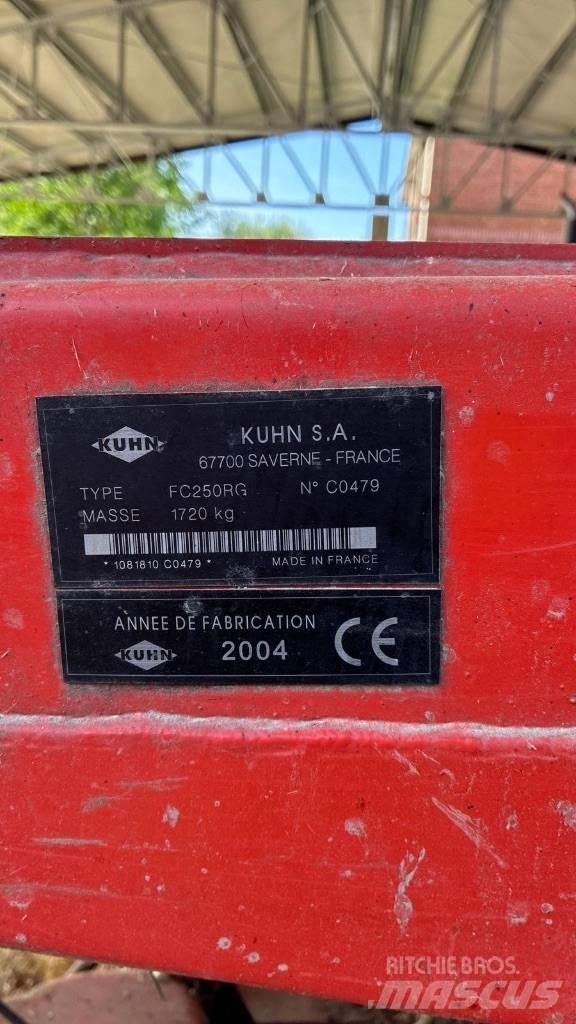 KUHN
KUHN S.A.
67700 SAVERNE - FRANCE
TYPE FC250RG N° C0479
MASSE 1720 kg
* 1081810 C0479 * MADE IN FRANCE
ANNEE DE FABRICATION
KUHN 2004 CE
RITCHIE BROS.
MASCUS